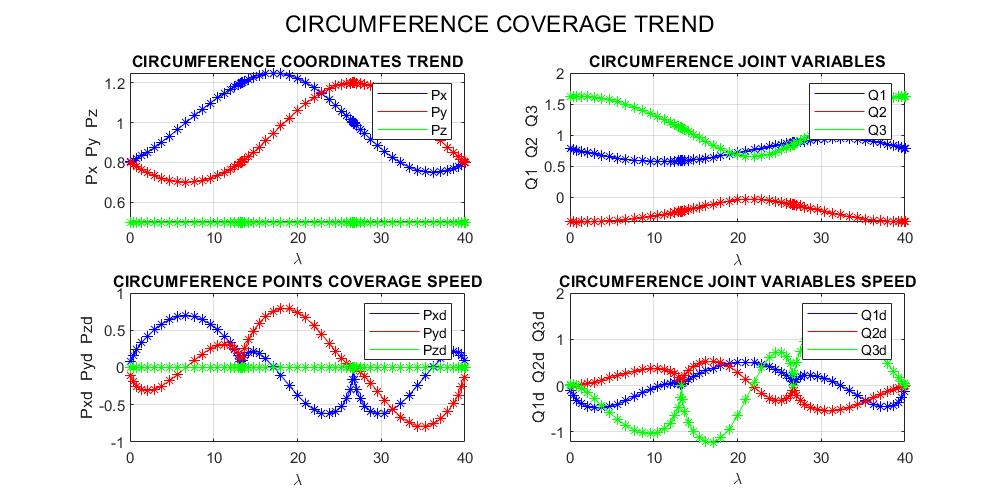 CIRCUMFERENCE COVERAGE TREND
CIRCUMFERENCE COORDINATES TREND
Px Py Pz
1.2
1
0.8
0.6
Px
Py
Pz
0 10 20 30 40
λ
CIRCUMFERENCE JOINT VARIABLES
Q1 Q2 Q3
2
1.5
1
0.5
0
Q1
Q2
Q3
0 10 20 30 40
λ
CIRCUMFERENCE POINTS COVERAGE SPEED
Pxd Pyd Pzd
1
0.5
0
-0.5
-1
Pxd
Pyd
Pzd
0 10 20 30 40
λ
CIRCUMFERENCE JOINT VARIABLES SPEED
Q1d Q2d Q3d
2
1
0
-1
Q1d
Q2d
Q3d
0 10 20 30 40
λ